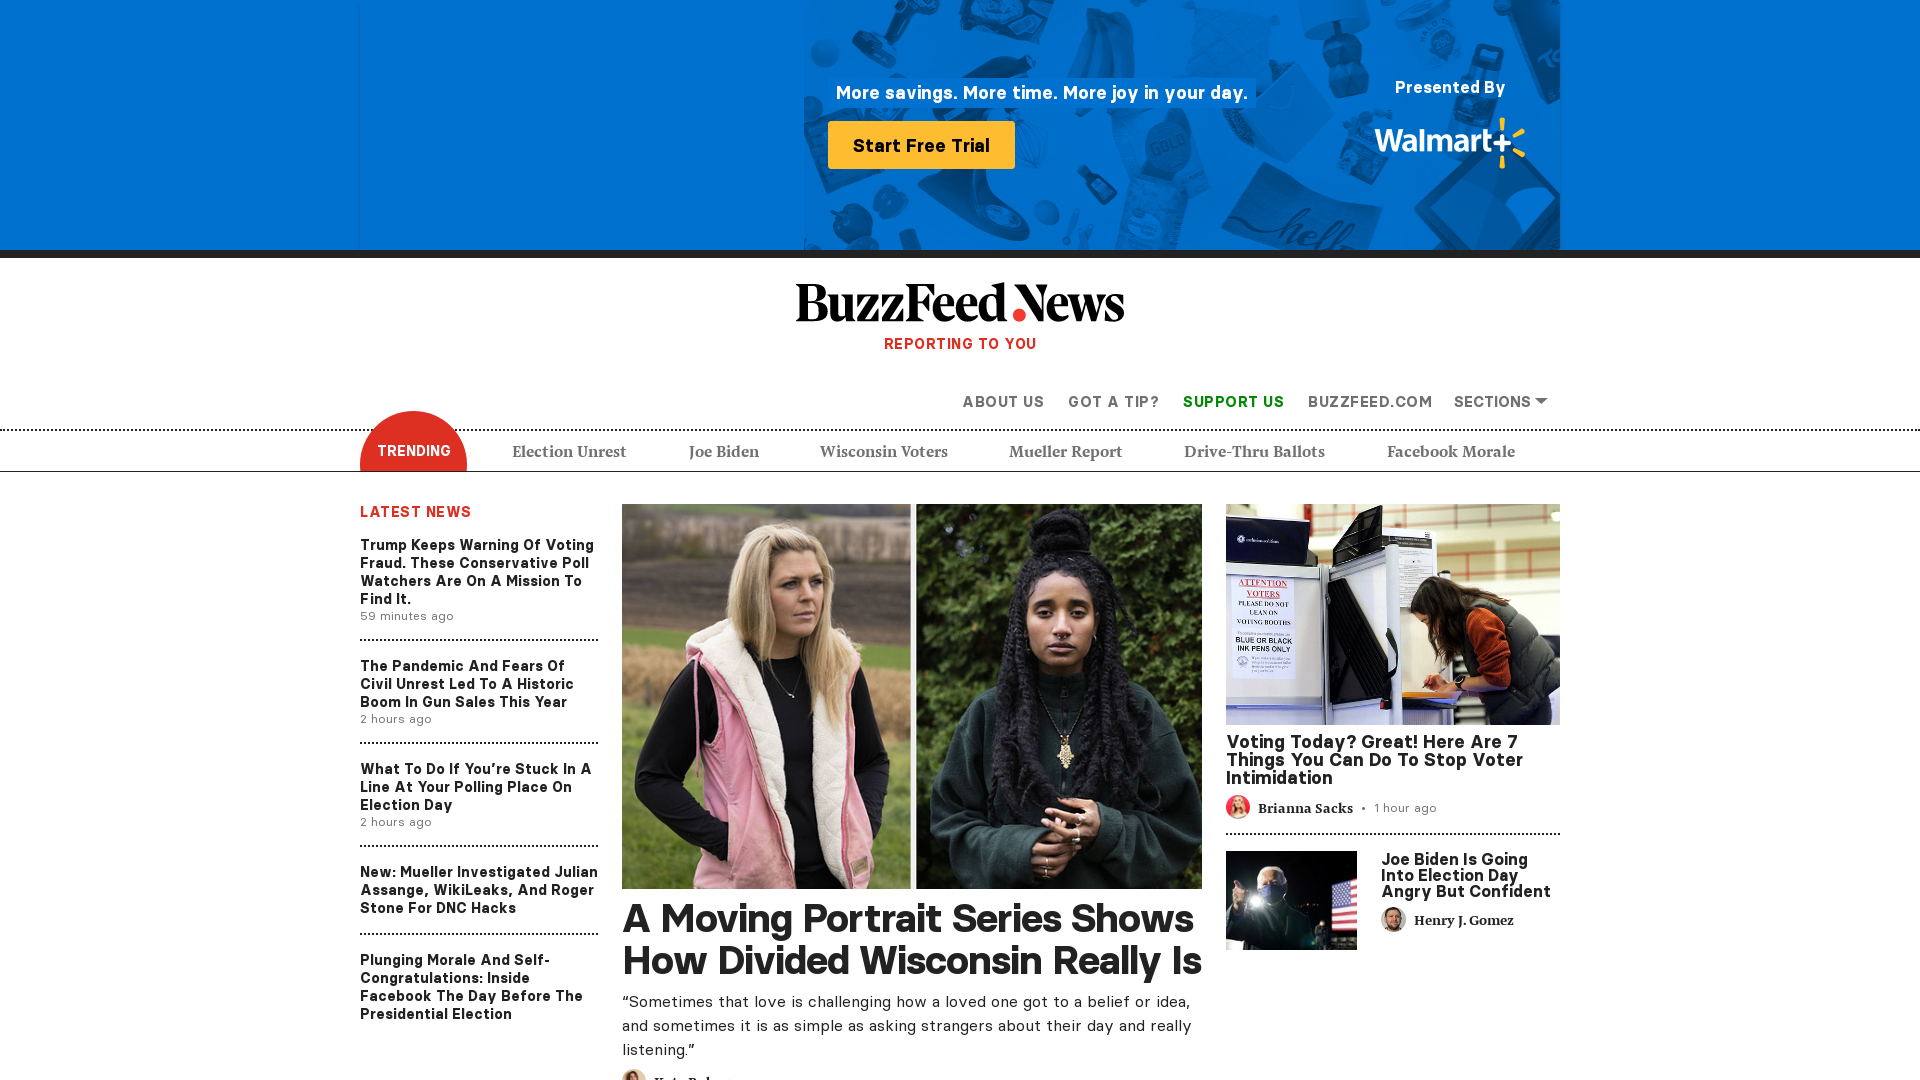 More savings. More time. More joy in your day.
Start Free Trial
Presented By
Walmart+
BuzzFeed News
REPORTING TO YOU
ABOUT US
GOT A TIP?
SUPPORT US
BUZZFEED.COM
SECTIONS
TRENDING
Election Unrest
Joe Biden
Wisconsin Voters
Mueller Report
Drive-Thru Ballots
Facebook Morale
LATEST NEWS
Trump Keeps Warning Of Voting
Fraud. These Conservative Poll
Watchers Are On A Mission To
Find It.
59 minutes ago
The Pandemic And Fears Of
Civil Unrest Led To A Historic
Boom In Gun Sales This Year
2 hours ago
What To Do If You’re Stuck In A
Line At Your Polling Place On
Election Day
2 hours ago
New: Mueller Investigated Julian
Assange, WikiLeaks, And Roger
Stone For DNC Hacks
Plunging Morale And Self-
Congratulations: Inside
Facebook The Day Before The
Presidential Election
A Moving Portrait Series Shows
How Divided Wisconsin Really Is
“Sometimes that love is challenging how a loved one got to a belief or idea,
and sometimes it is as simple as asking strangers about their day and really
listening.”
ATTENTION
VOTERS
PLEASE DO NOT
LEAN ON
VOTING BOOTHS
BLUE OR BLACK
INK PENS ONLY
Voting Today? Great! Here Are 7
Things You Can Do To Stop Voter
Intimidation
Brianna Sacks • 1 hour ago
Joe Biden Is Going
Into Election Day
Angry But Confident
Henry J. Gomez